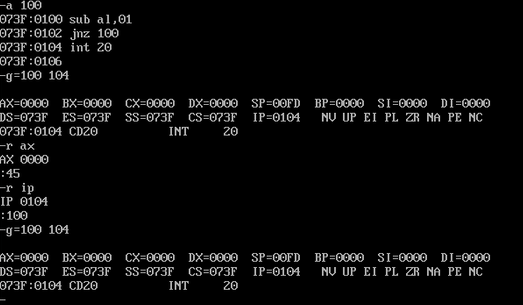 -a 100
073F:0100 sub al,01
073F:0102 jnz 100
073F:0104 int 20
073F:0106
-g=100 104

AX=0000  BX=0000  CX=0000  DX=0000  SP=00FD  BP=0000  SI=0000  DI=0000
DS=073F  ES=073F  SS=073F  CS=073F  IP=0104   NV UP EI PL ZR NA PE NC
073F:0104 CD20          INT     20
-r ax
AX 0000
:45
-r ip
IP 0104
:100
-g=100 104

AX=0000  BX=0000  CX=0000  DX=0000  SP=00FD  BP=0000  SI=0000  DI=0000
DS=073F  ES=073F  SS=073F  CS=073F  IP=0104   NV UP EI PL ZR NA PE NC
073F:0104 CD20          INT     20
-